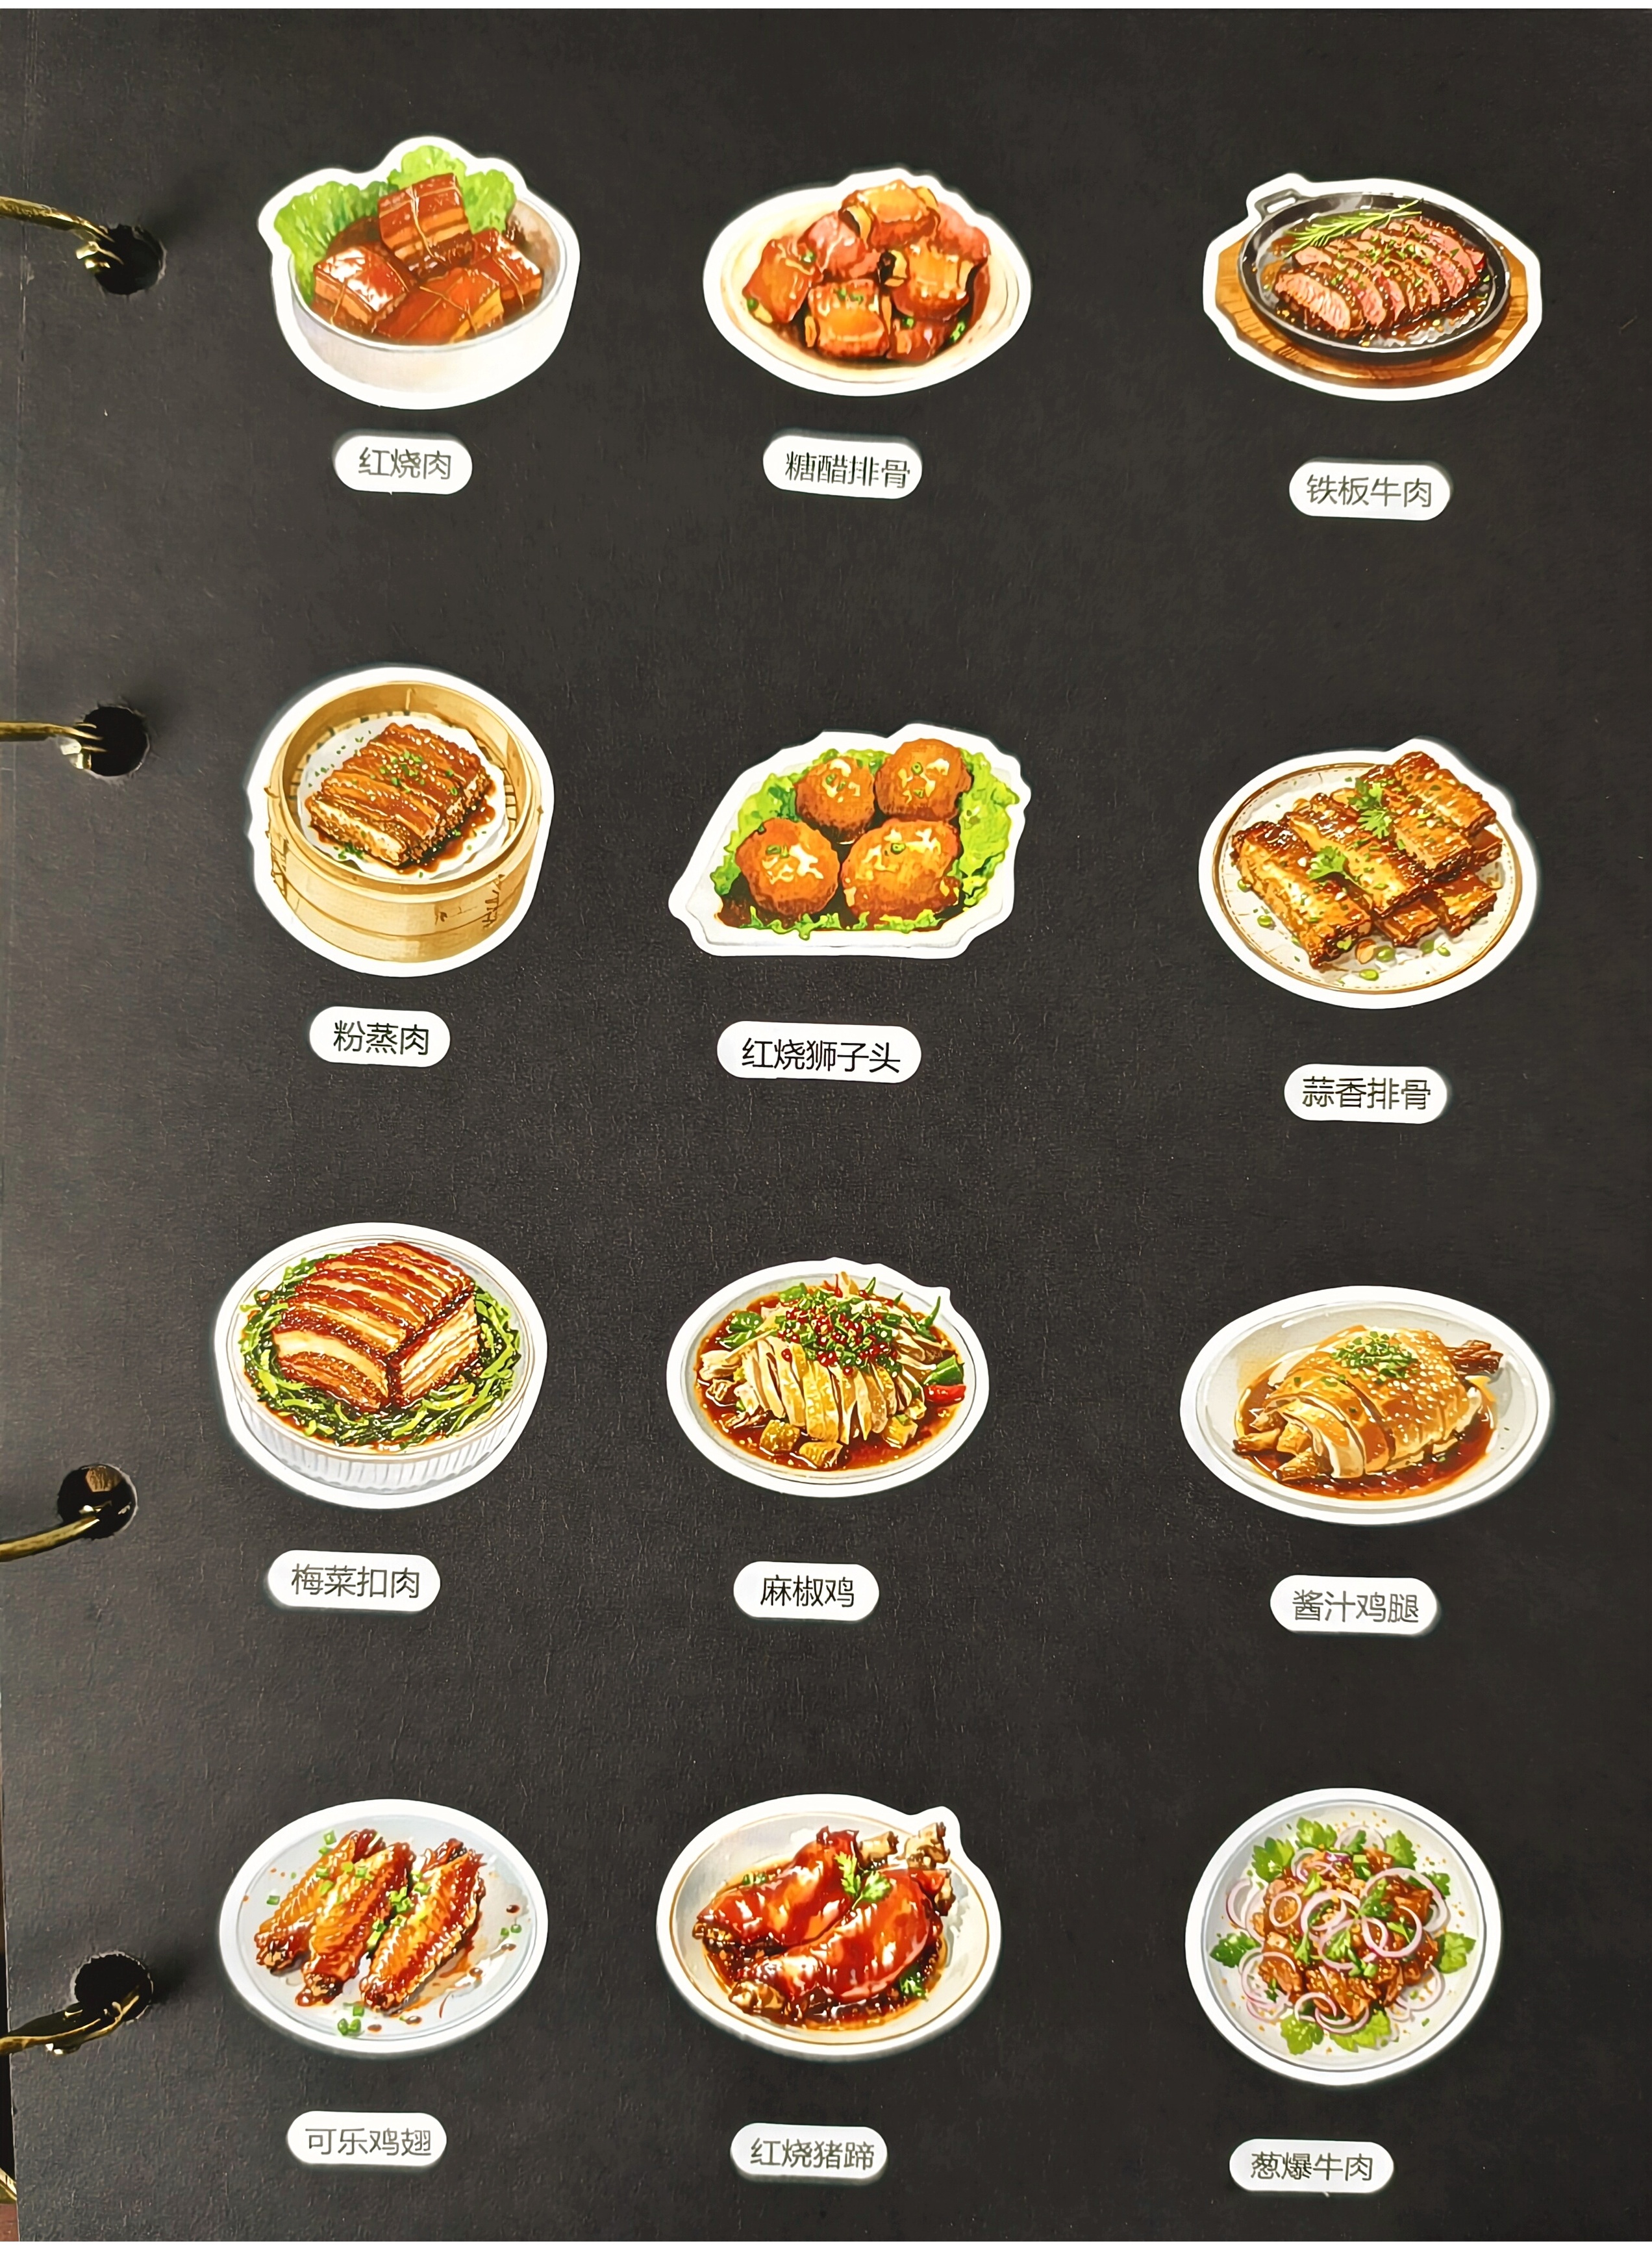 红烧肉
糖醋排骨
铁板牛肉
粉蒸肉
红烧狮子头
蒜香排骨
梅菜扣肉
麻椒鸡
酱汁鸡腿
可乐鸡翅
红烧猪蹄
葱爆牛肉